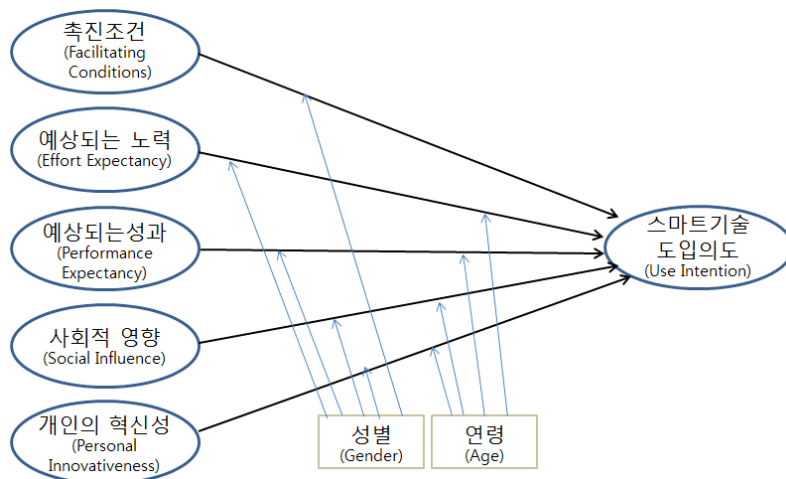 촉진조건
(Facilitating
Conditions)
예상되는 노력
(Effort Expectancy)
예상되는성과
(Performance
Expectancy)
사회적 영향
(Social Influence)
개인의 혁신성
(Personal
Innovativeness)
성별
(Gender)
연령
(Age)
스마트기술
도입의도
(Use Intention)